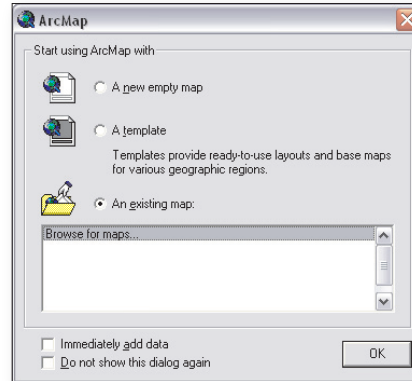 ArcMap
Start using ArcMap with
A new empty map
A template
Templates provide ready-to-use layouts and base maps
for various geographic regions.
An existing map:
Browse for maps...
Immediately add data
Do not show this dialog again
OK